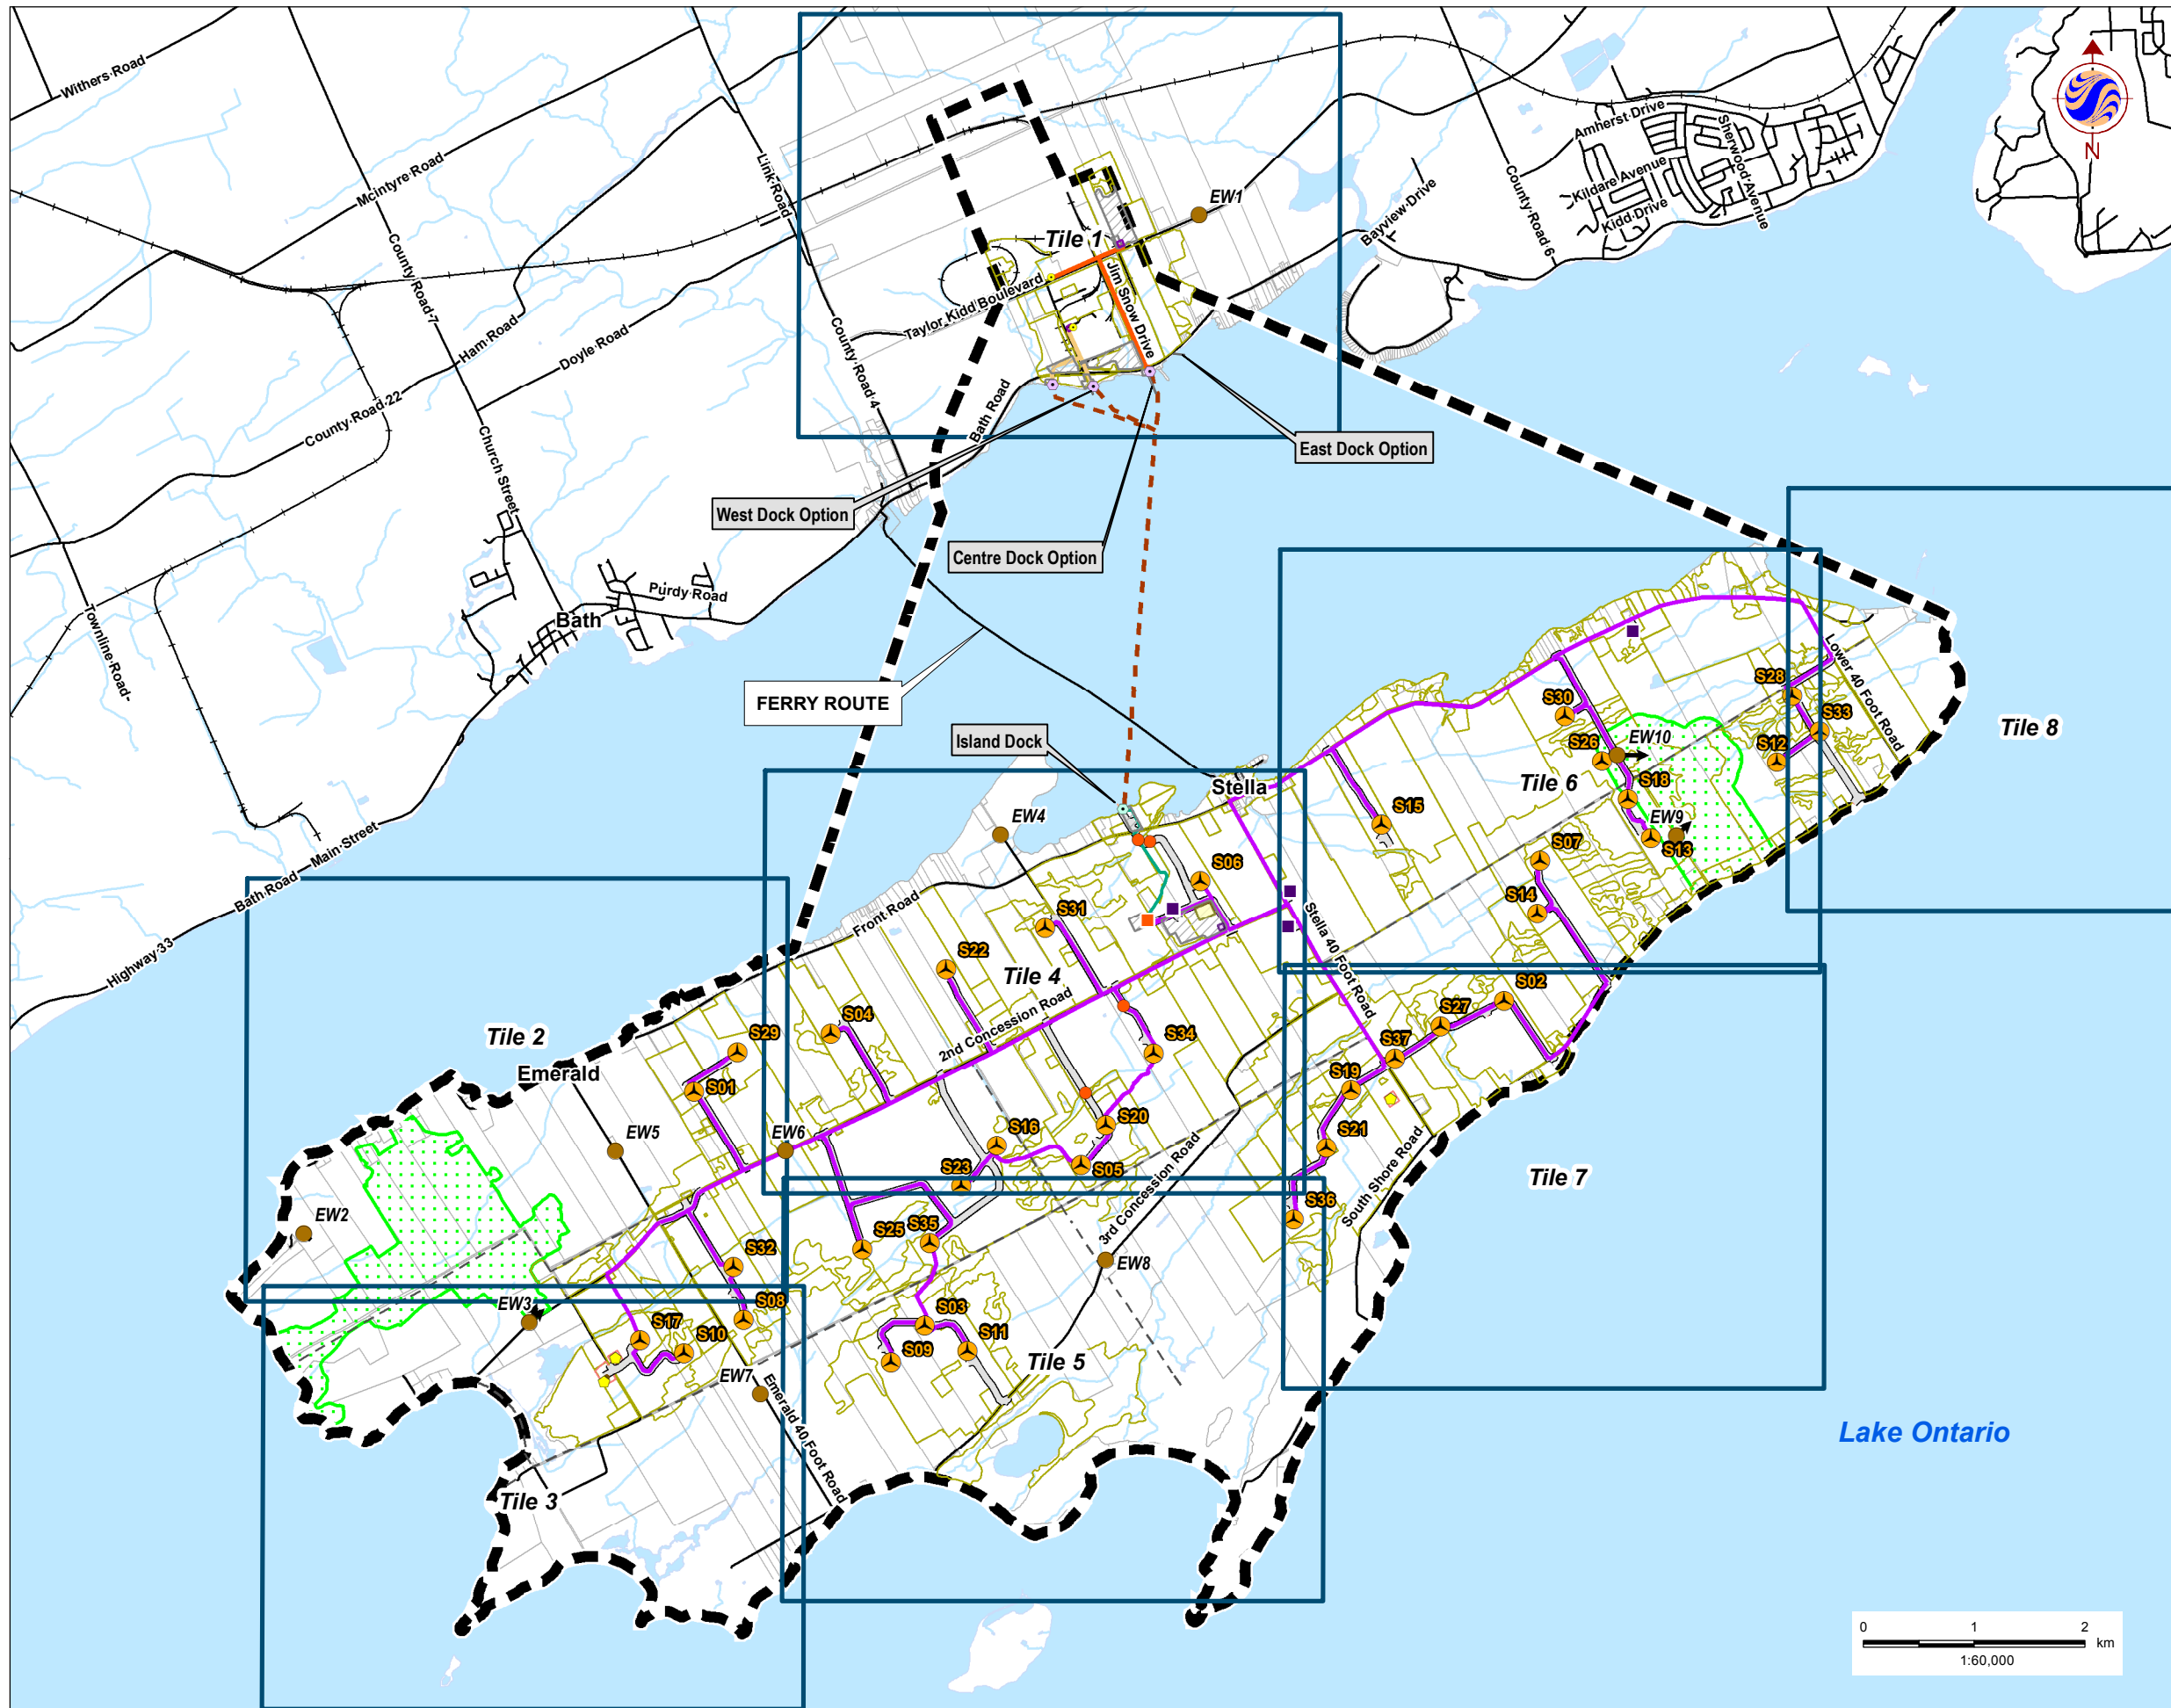 Withers Road
Mcintyre Road
Link Road
County Road 7
Ham Road
Doyle Road
County Road 22
Church Street
County Road 4
Townline Road
Purdy Road
Bath
Main Street
Bath Road
Highway 33
Bath Road
Taylor Kidd Boulevard
Jim Snow Drive
Tile 1
EW1
Bayview Drive
County Road 6
Amherst Drive
Sherwood Avenue
Kildare Avenue
Kidd Drive
N
East Dock Option
West Dock Option
Centre Dock Option
FERRY ROUTE
Island Dock
Stella
Tile 8
Lower 40 Foot Road
S28
S33
S12
S30
S26
EW10
Tile 6
S18
EW9
S13
S15
S07
S14
EW4
S06
S31
Front Road
S22
Tile 4
Stella 40 Foot Road
S02
S27
2nd Concession Road
S04
S29
S34
S37
Tile 2
Emerald
S01
S19
EW5
EW6
S16
S20
S21
S23
S05
Tile 7
3rd Concession Road
South Shore Road
S36
EW2
S25
S35
EW8
S32
EW3
S08
S03
S17
S10
S11
S09
Tile 5
EW7
Emerald 40 Foot Road
Tile 3
Lake Ontario
0 1 2
km
1:60,000